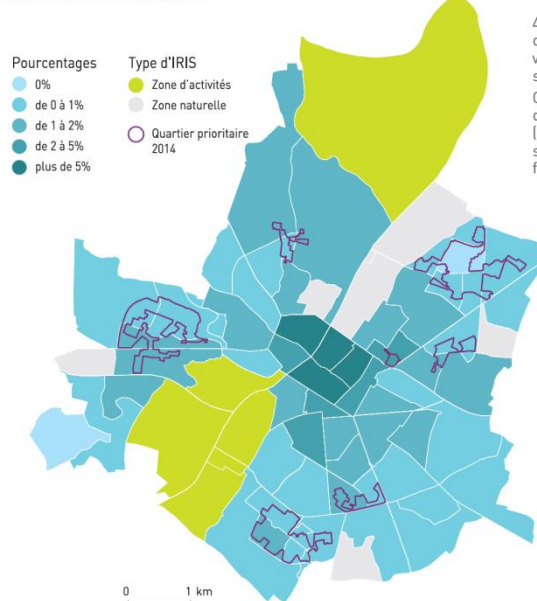 Pourcentages
0%
de 0 à 1%
de 1 à 2%
de 2 à 5%
plus de 5%
Type d'IRIS
Zone d'activités
Zone naturelle
Quartier prioritaire
2014
0 1 km